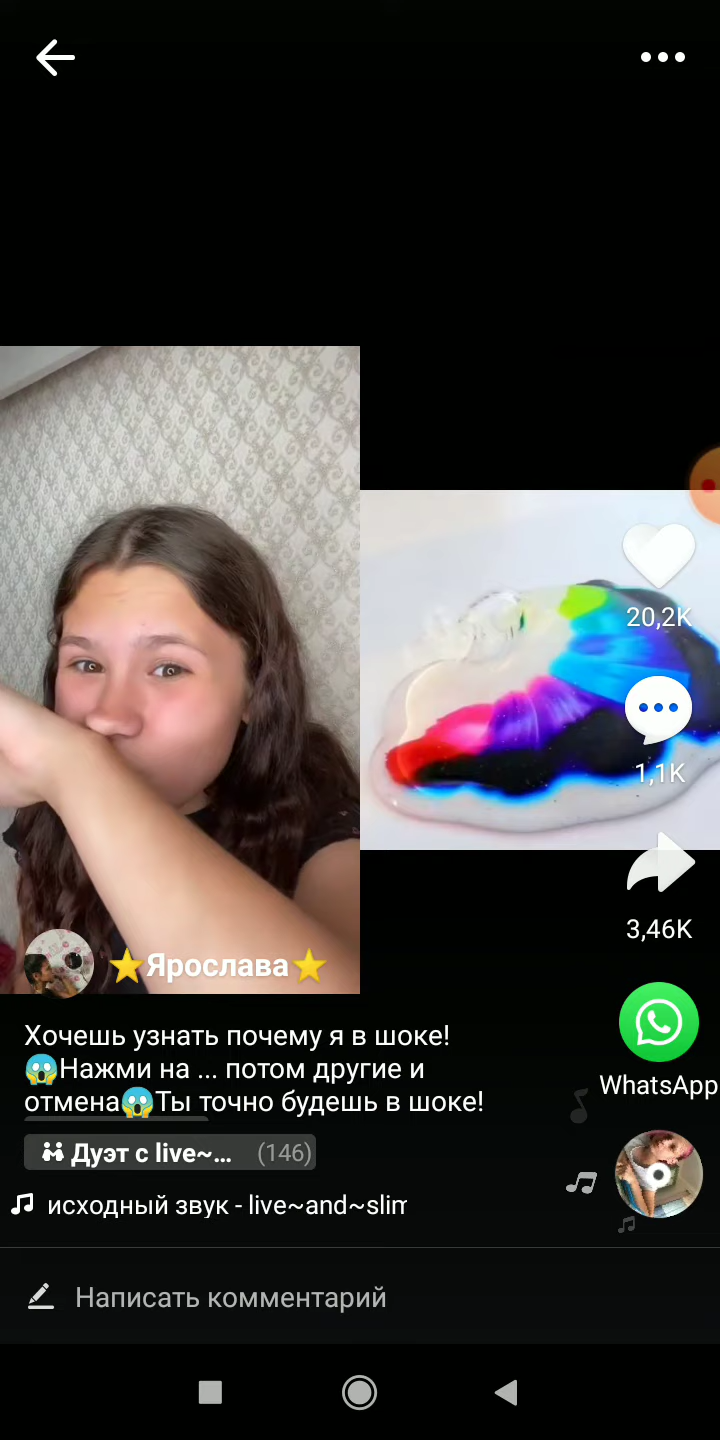 20,2K
1,1K
3,46K
⭐Ярослава⭐
Хочешь узнать почему я в шоке!
😱Нажми на ... потом другие и
отмена😱Ты точно будешь в шоке!
WhatsApp
Дуэт с live~... (146)
исходный звук - live~and~slim
Написать комментарий